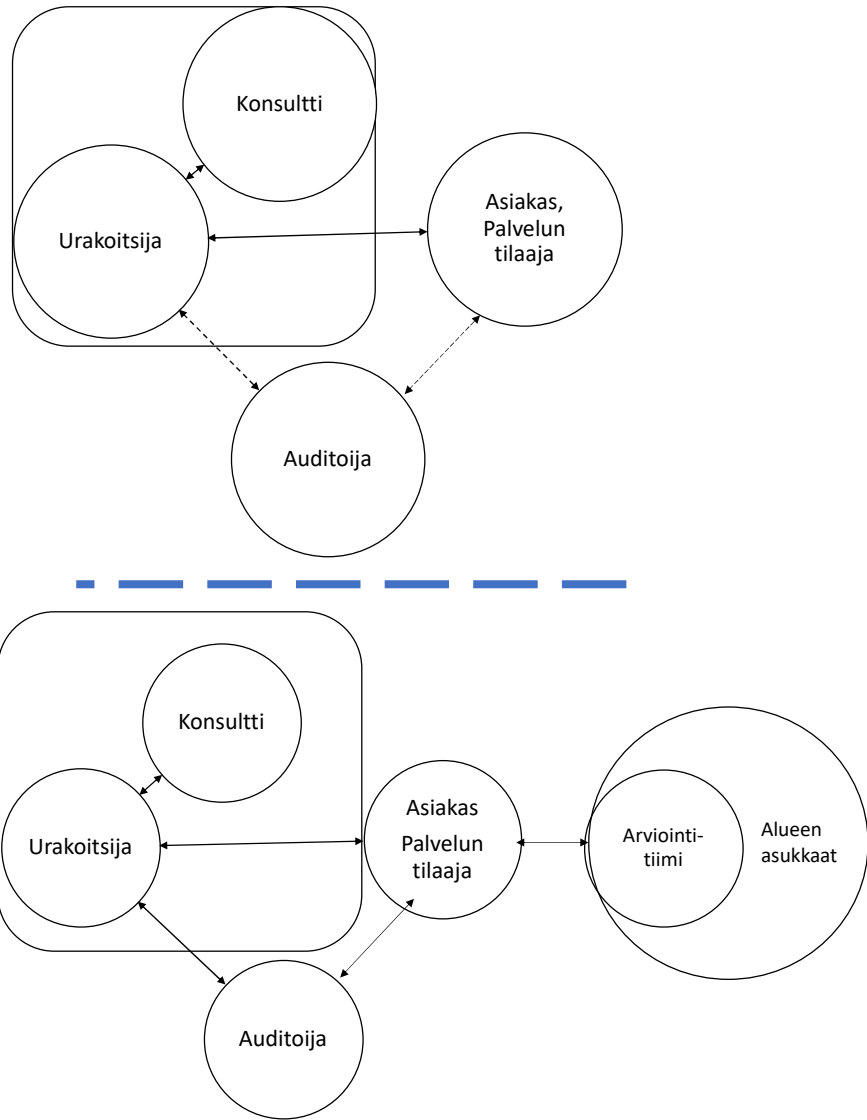 Konsultti
Urakoitsija
Asiakas,
Palvelun
tilaaja
Auditoija
Konsultti
Urakoitsija
Asiakas
Palvelun
tilaaja
Arviointi-
tiimi
Alueen
asukkaat
Auditoija